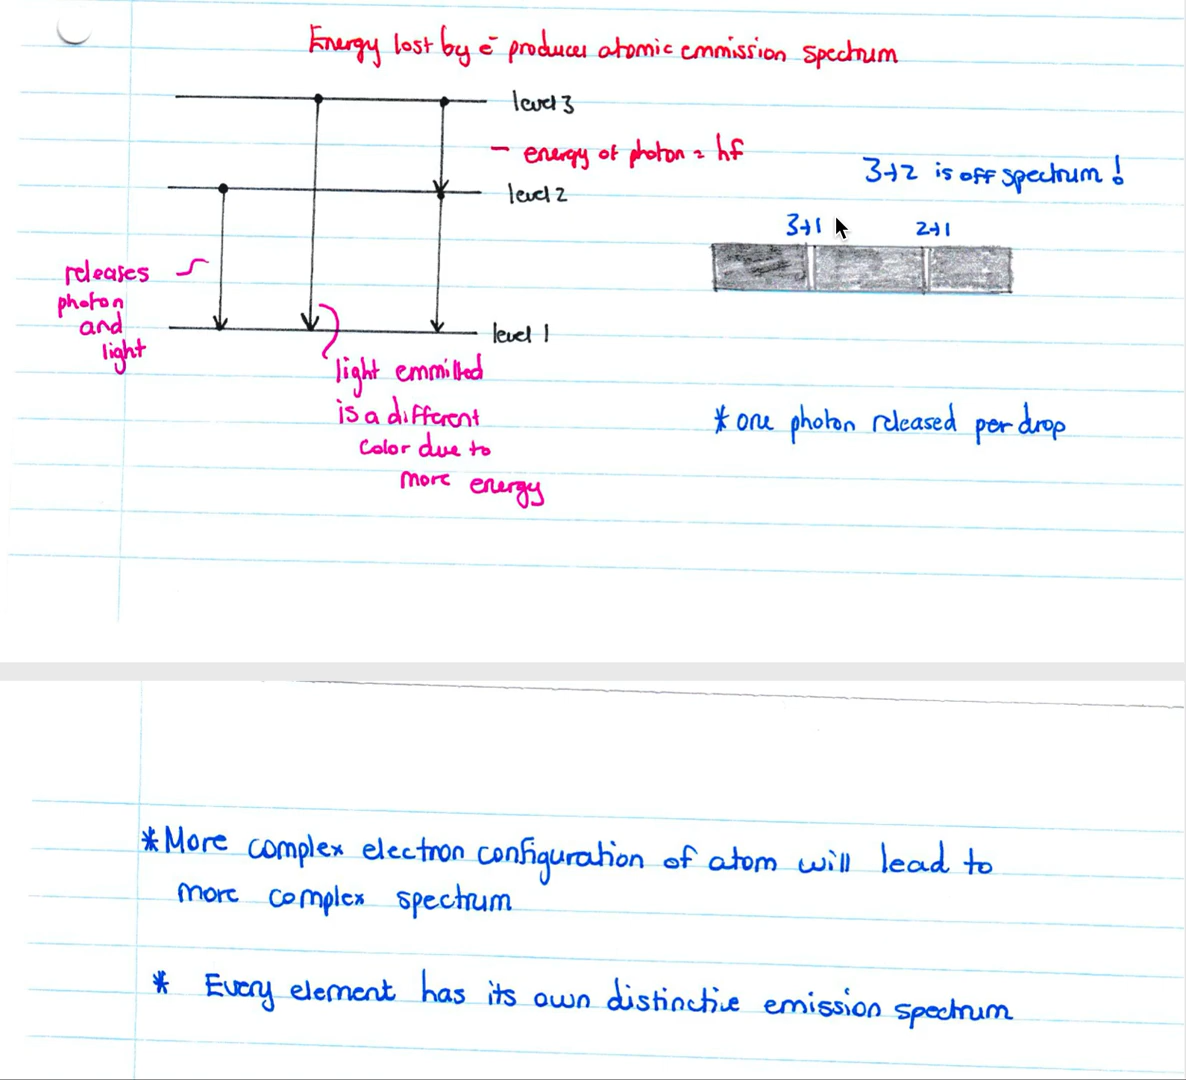 Energy lost by e⁻ produces atomic emmission spectrum
level 3
- energy of photon = hf
3→2 is off spectrum!
level 2
3→1
2→1
releases
photon
and
light
level 1
light emmitted
is a different
color due to
more energy
* one photon released per drop
* More complex electron configuration of atom will lead to
more complex spectrum
* Every element has its own distinctive emission spectrum